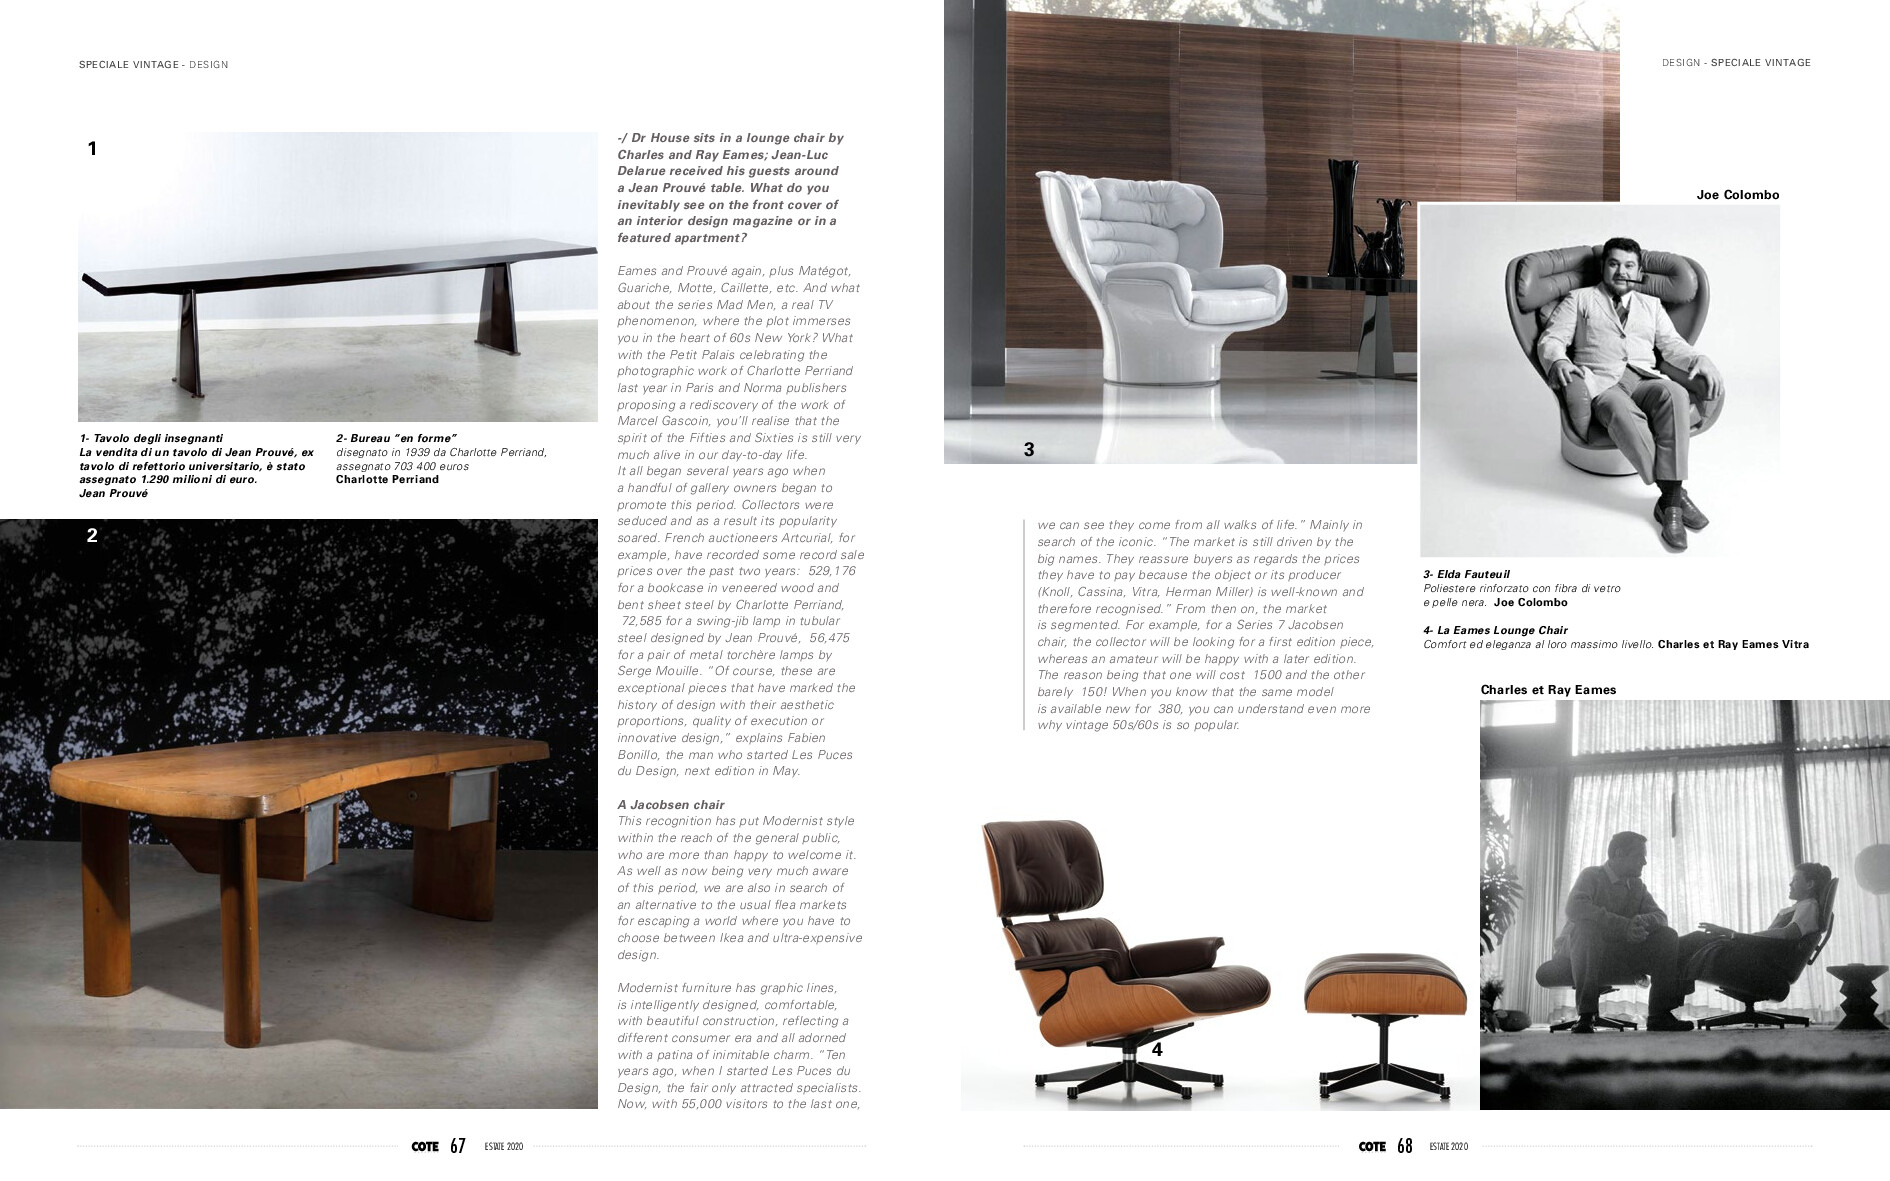 SPECIALE VINTAGE - DESIGN
1
1- Tavolo degli insegnanti
La vendita di un tavolo di Jean Prouvé, ex
tavolo di refettorio universitario, è stato
assegnato 1.290 milioni di euro.
Jean Prouvé
2- Bureau "en forme"
disegnato in 1939 da Charlotte Perriand,
assegnato 703 400 euros
Charlotte Perriand
2
-/ Dr House sits in a lounge chair by
Charles and Ray Eames; Jean-Luc
Delarue received his guests around
a Jean Prouvé table. What do you
inevitably see on the front cover of
an interior design magazine or in a
featured apartment?
Eames and Prouvé again, plus Matégot,
Guariche, Motte, Caillette, etc. And what
about the series Mad Men, a real TV
phenomenon, where the plot immerses
you in the heart of 60s New York? What
with the Petit Palais celebrating the
photographic work of Charlotte Perriand
last year in Paris and Norma publishers
proposing a rediscovery of the work of
Marcel Gascoin, you'll realise that the
spirit of the Fifties and Sixties is still very
much alive in our day-to-day life.
It all began several years ago when
a handful of gallery owners began to
promote this period. Collectors were
seduced and as a result its popularity
soared. French auctioneers Artcurial, for
example, have recorded some record sale
prices over the past two years:  529,176
for a bookcase in veneered wood and
bent sheet steel by Charlotte Perriand,
72,585 for a swing-jib lamp in tubular
steel designed by Jean Prouvé,  56,475
for a pair of metal torchère lamps by
Serge Mouille. "Of course, these are
exceptional pieces that have marked the
history of design with their aesthetic
proportions, quality of execution or
innovative design," explains Fabien
Bonillo, the man who started Les Puces
du Design, next edition in May.
A Jacobsen chair
This recognition has put Modernist style
within the reach of the general public,
who are more than happy to welcome it.
As well as now being very much aware
of this period, we are also in search of
an alternative to the usual flea markets
for escaping a world where you have to
choose between Ikea and ultra-expensive
design.
Modernist furniture has graphic lines,
is intelligently designed, comfortable,
with beautiful construction, reflecting a
different consumer era and all adorned
with a patina of inimitable charm. "Ten
years ago, when I started Les Puces du
Design, the fair only attracted specialists.
Now, with 55,000 visitors to the last one,
COTE 67 ESTATE 2020
DESIGN - SPECIALE VINTAGE
Joe Colombo
3
we can see they come from all walks of life." Mainly in
search of the iconic. "The market is still driven by the
big names. They reassure buyers as regards the prices
they have to pay because the object or its producer
(Knoll, Cassina, Vitra, Herman Miller) is well-known and
therefore recognised." From then on, the market
is segmented. For example, for a Series 7 Jacobsen
chair, the collector will be looking for a first edition piece,
whereas an amateur will be happy with a later edition.
The reason being that one will cost  1500 and the other
barely  150! When you know that the same model
is available new for  380, you can understand even more
why vintage 50s/60s is so popular.
3- Elda Fauteuil
Poliestere rinforzato con fibra di vetro
e pelle nera.  Joe Colombo
4- La Eames Lounge Chair
Comfort ed eleganza al loro massimo livello. Charles et Ray Eames Vitra
Charles et Ray Eames
4
COTE 68 ESTATE 2020